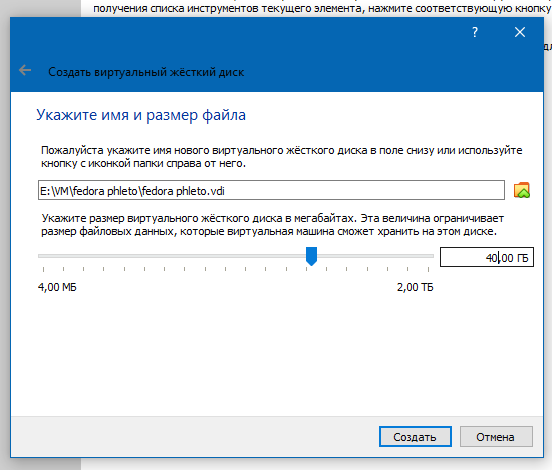 получения списка инструментов текущего элемента, нажмите соответствующую кнопку
?
Создать виртуальный жёсткий диск
Укажите имя и размер файла
Пожалуйста укажите имя нового виртуального жёсткого диска в поле снизу или используйте
кнопку с иконкой папки справа от него.
E:\VM\fedora phleto\fedora phleto.vdi
Укажите размер виртуального жёсткого диска в мегабайтах. Эта величина ограничивает
размер файловых данных, которые виртуальная машина сможет хранить на этом диске.
40,00 ГБ
4,00 МБ
2,00 ТБ
Создать
Отмена